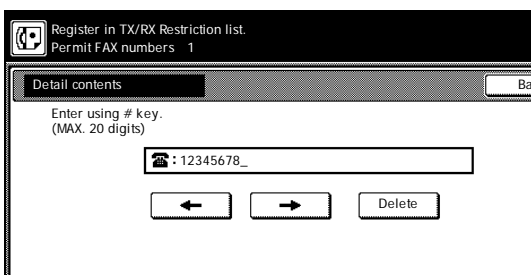 Register in TX/RX Restriction list.
Permit FAX numbers 1
Detail contents
Enter using # key.
(MAX. 20 digits)
☎: 12345678_
← → Delete